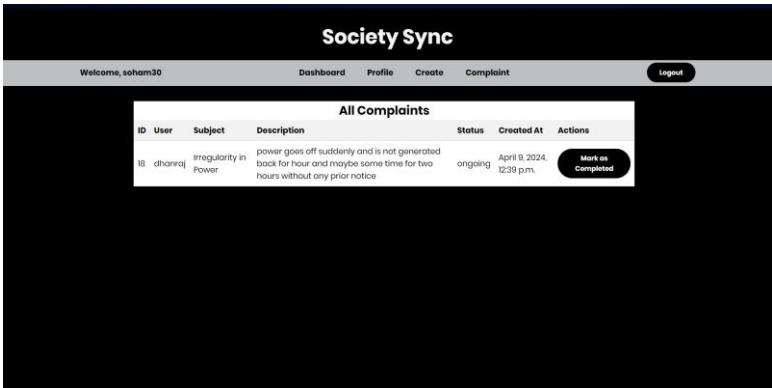 Society Sync
Welcome, soham30 Dashboard Profile Create Complaint Logout
All Complaints
ID User Subject Description Status Created At Actions
18 dhanraj Irregularity in Power power goes off suddenly and is not generated back for hour and maybe some time for two hours without any prior notice ongoing April 9, 2024, 12:39 p.m. Mark as Completed